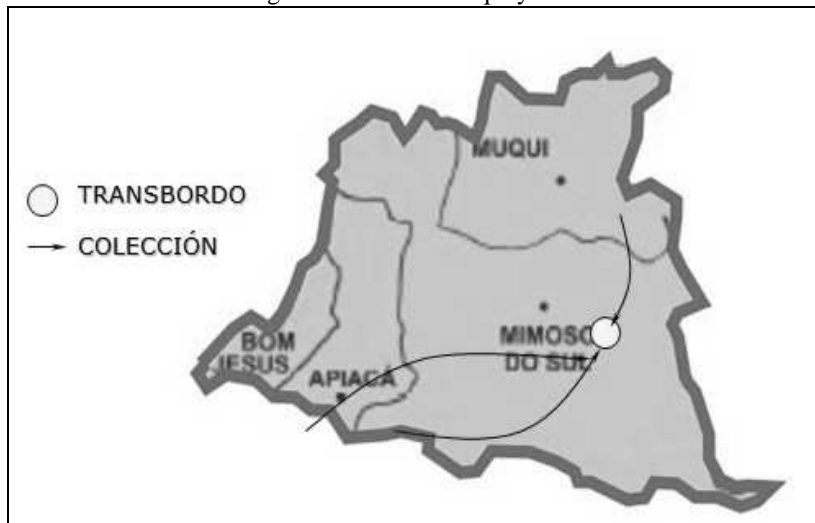 MUQUI
TRANSBORDO
COLECCIÓN
MIMOSO
DO SUL
BOM
JESUS
APIACÁ